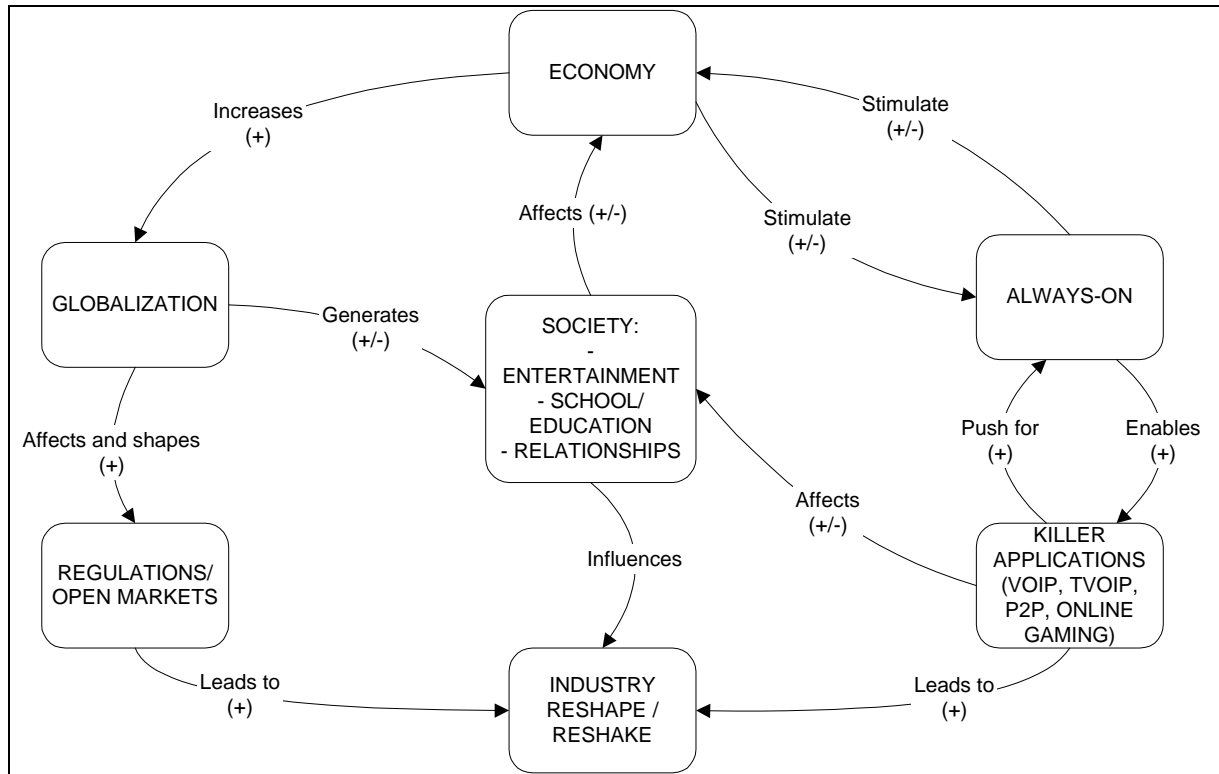 ECONOMY
Increases
(+)
Stimulate
(+/-)
Affects (+/-)
Stimulate
(+/-)
GLOBALIZATION
Generates
(+/-)
SOCIETY:
-
ENTERTAINMENT
- SCHOOL/
EDUCATION
- RELATIONSHIPS
ALWAYS-ON
Affects and shapes
(+)
Push for
(+)
Enables
(+)
Affects
(+/-)
REGULATIONS/
OPEN MARKETS
Influences
KILLER
APPLICATIONS
(VOIP, TVOIP,
P2P, ONLINE
GAMING)
Leads to
(+)
INDUSTRY
RESHAPE /
RESHAKE
Leads to
(+)